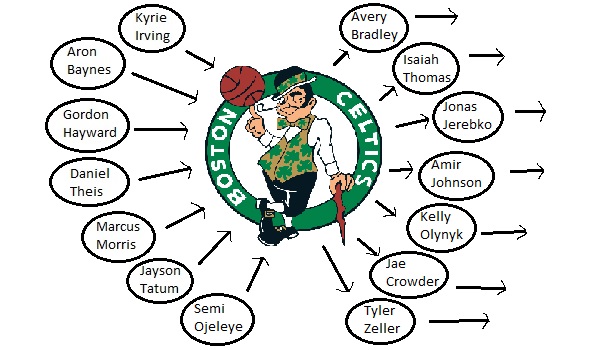 Kyrie
Irving
Aron
Baynes
Gordon
Hayward
Daniel
Theis
Marcus
Morris
Jayson
Tatum
Semi
Ojeleye
BOSTON
CELTICS
Avery
Bradley
Isaiah
Thomas
Jonas
Jerebko
Amir
Johnson
Kelly
Olynyk
Jae
Crowder
Tyler
Zeller